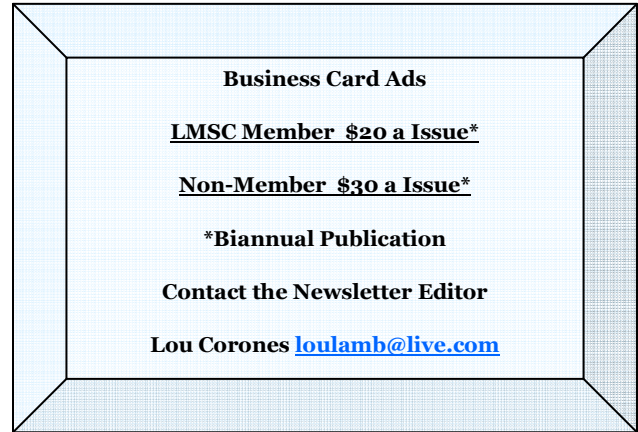 Business Card Ads
LMSC Member  $20 a Issue*
Non-Member  $30 a Issue*
*Biannual Publication
Contact the Newsletter Editor
Lou Corones loulamb@live.com